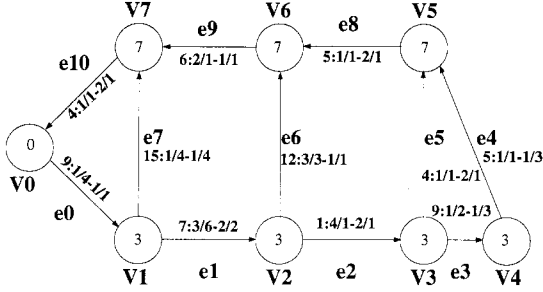 V7
V6
V5
e9
e8
7
7
7
e10
6:2/1-1/1
5:1/1-2/1
4:1/1-2/1
0
e7
e6
e5
e4
15:1/4-1/4
12:3/3-1/1
5:1/1-1/3
V0
9:1/4-1/1
4:1/1-2/1
e0
7:3/6-2/2
1:4/1-2/1
9:1/2-1/3
3
3
3
3
V1
e1
V2
e2
V3
e3
V4